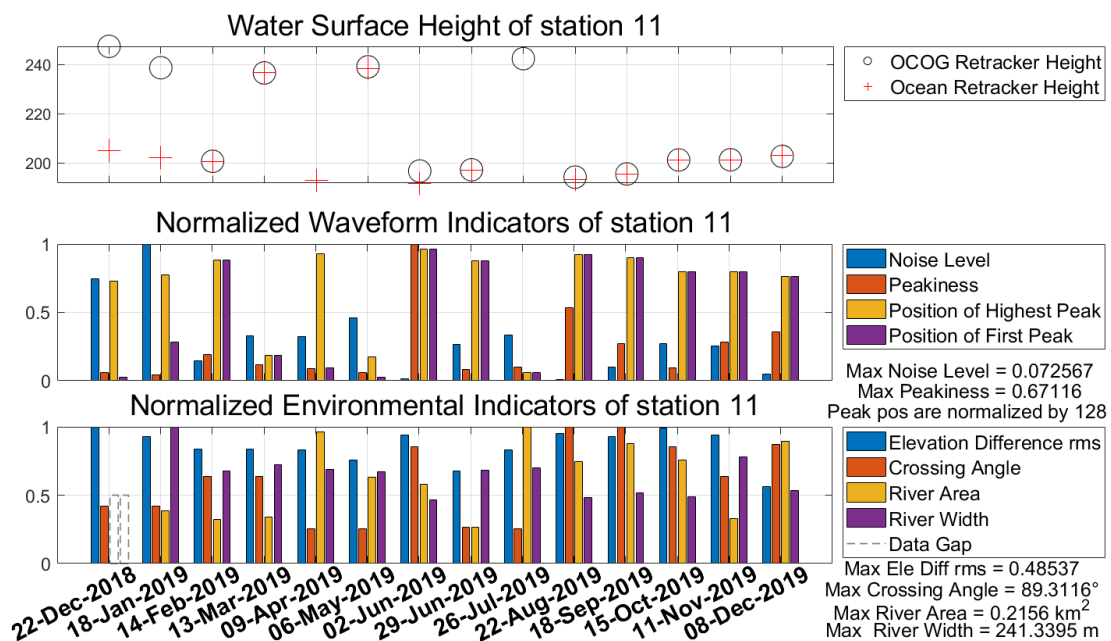 Water Surface Height of station 11
240
220
200
OCOG Retracker Height
Ocean Retracker Height
Normalized Waveform Indicators of station 11
1
0.5
0
Noise Level
Peakiness
Position of Highest Peak
Position of First Peak
Max Noise Level = 0.072567
Max Peakiness = 0.67116
Peak pos are normalized by 128
Normalized Environmental Indicators of station 11
1
0.5
0
Elevation Difference rms
Crossing Angle
River Area
River Width
Data Gap
Max Ele Diff rms = 0.48537
Max Crossing Angle = 89.3116°
Max River Area = 0.2156 km²
Max River Width = 241.3395 m
22-Dec-2018
18-Jan-2019
14-Feb-2019
13-Mar-2019
09-Apr-2019
06-May-2019
02-Jun-2019
29-Jun-2019
26-Jul-2019
22-Aug-2019
18-Sep-2019
15-Oct-2019
11-Nov-2019
08-Dec-2019